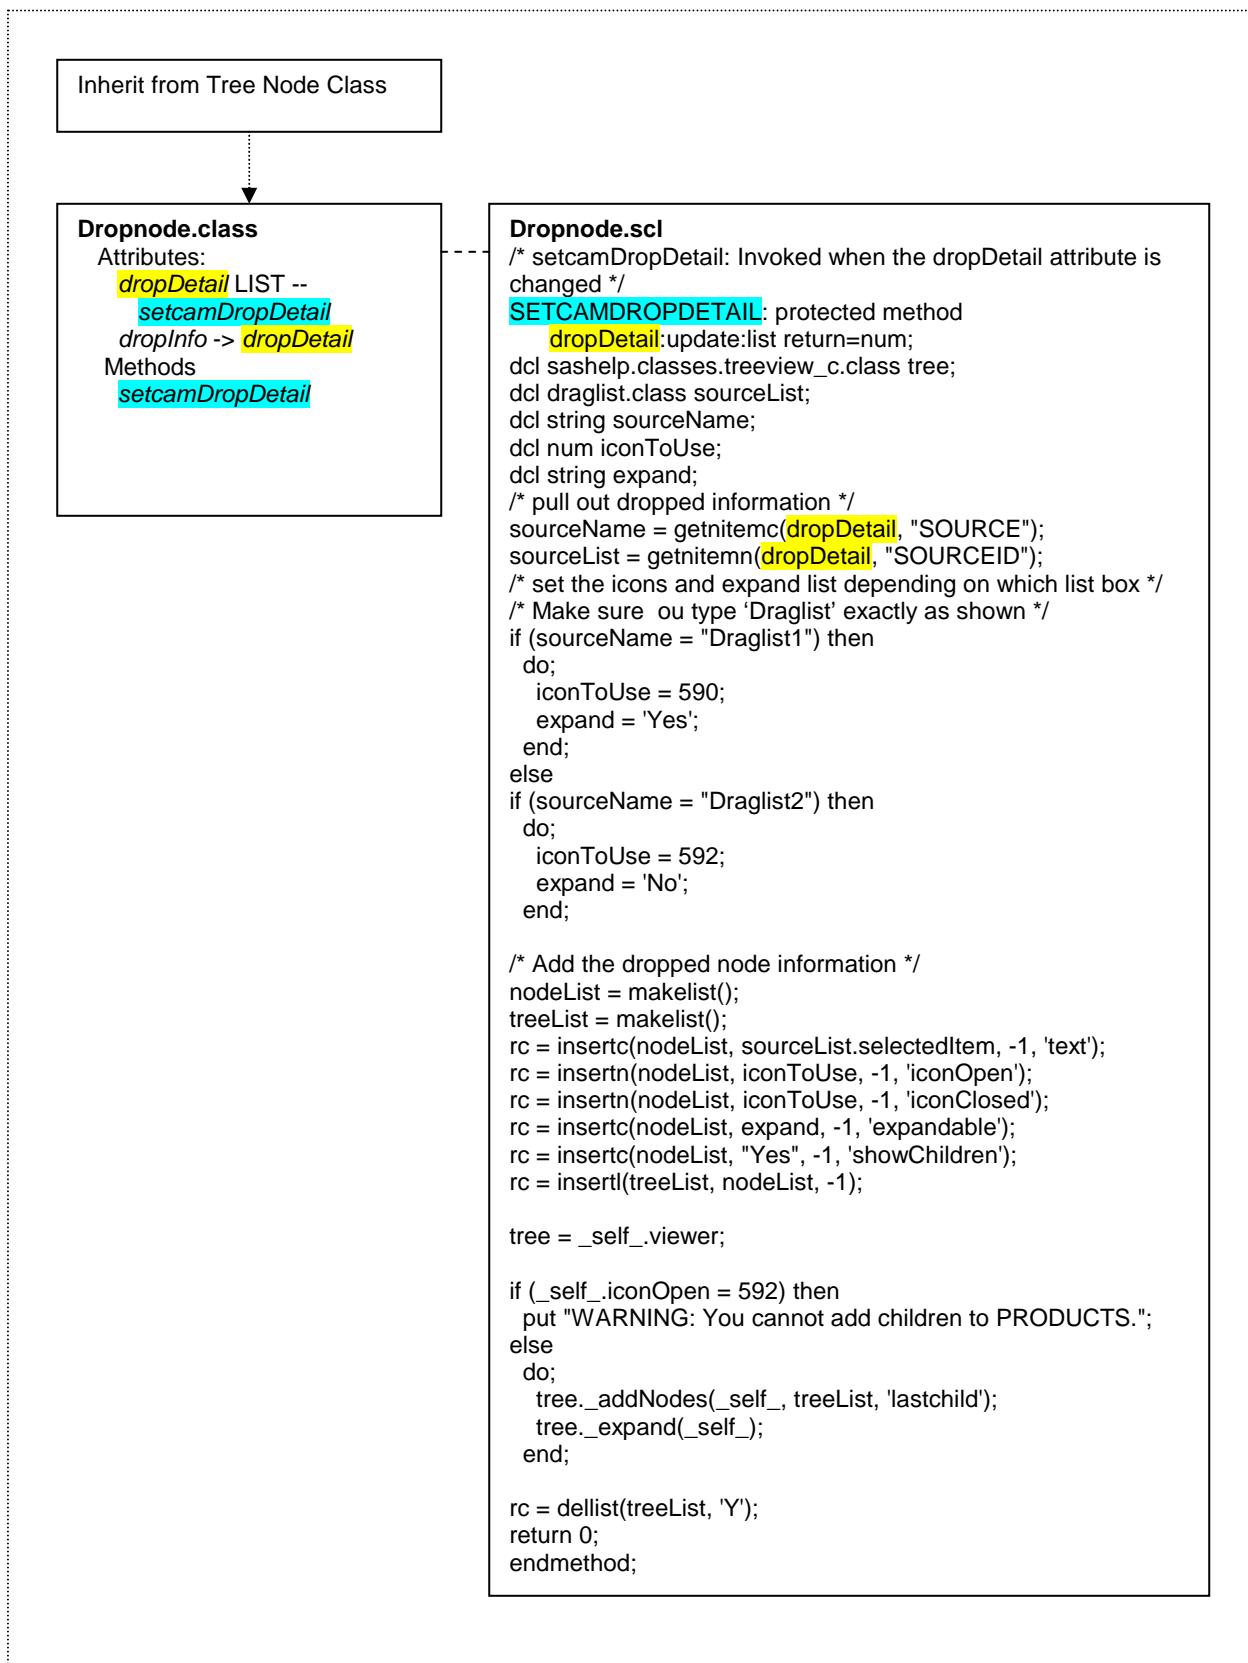 Inherit from Tree Node Class
Dropnode.class
Attributes:
dropDetail LIST --
setcamDropDetail
dropInfo -> dropDetail
Methods
setcamDropDetail
Dropnode.scl
/* setcamDropDetail: Invoked when the dropDetail attribute is
changed */
SETCAMDROPDETAIL: protected method
dropDetail:update:list return=num;
dcl sashelp.classes.treeview_c.class tree;
dcl draglist.class sourceList;
dcl string sourceName;
dcl num iconToUse;
dcl string expand;
/* pull out dropped information */
sourceName = getnitemc(dropDetail, "SOURCE");
sourceList = getnitemn(dropDetail, "SOURCEID");
/* set the icons and expand list depending on which list box */
/* Make sure  ou type ‘Draglist’ exactly as shown */
if (sourceName = "Draglist1") then
do;
iconToUse = 590;
expand = 'Yes';
end;
else
if (sourceName = "Draglist2") then
do;
iconToUse = 592;
expand = 'No';
end;
/* Add the dropped node information */
nodeList = makelist();
treeList = makelist();
rc = insertc(nodeList, sourceList.selectedItem, -1, 'text');
rc = insertn(nodeList, iconToUse, -1, 'iconOpen');
rc = insertn(nodeList, iconToUse, -1, 'iconClosed');
rc = insertc(nodeList, expand, -1, 'expandable');
rc = insertc(nodeList, "Yes", -1, 'showChildren');
rc = insertl(treeList, nodeList, -1);
tree = _self_.viewer;
if (_self_.iconOpen = 592) then
put "WARNING: You cannot add children to PRODUCTS.";
else
do;
tree._addNodes(_self_, treeList, 'lastchild');
tree._expand(_self_);
end;
rc = dellist(treeList, 'Y');
return 0;
endmethod;